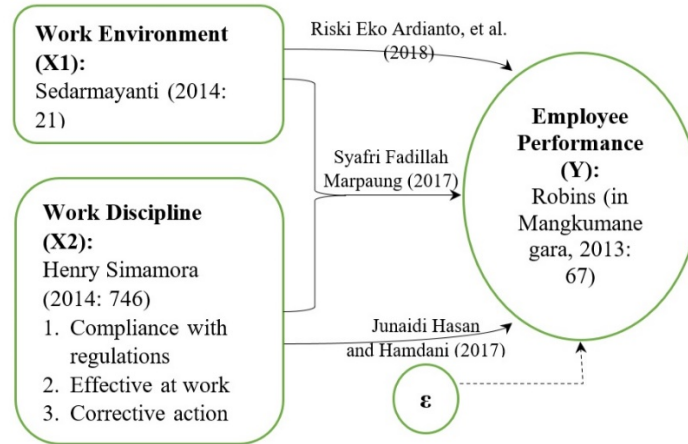 Work Environment
(X1):
Sedarmayanti (2014:
21)
Riski Eko Ardianto, et al.
(2018)
Syafri Fadillah
Marpaung (2017)
Work Discipline
(X2):
Henry Simamora
(2014: 746)
1. Compliance with
regulations
2. Effective at work
3. Corrective action
Junaidi Hasan
and Hamdani (2017)
ε
Employee
Performance
(Y):
Robins (in
Mangkumane
gara, 2013:
67)